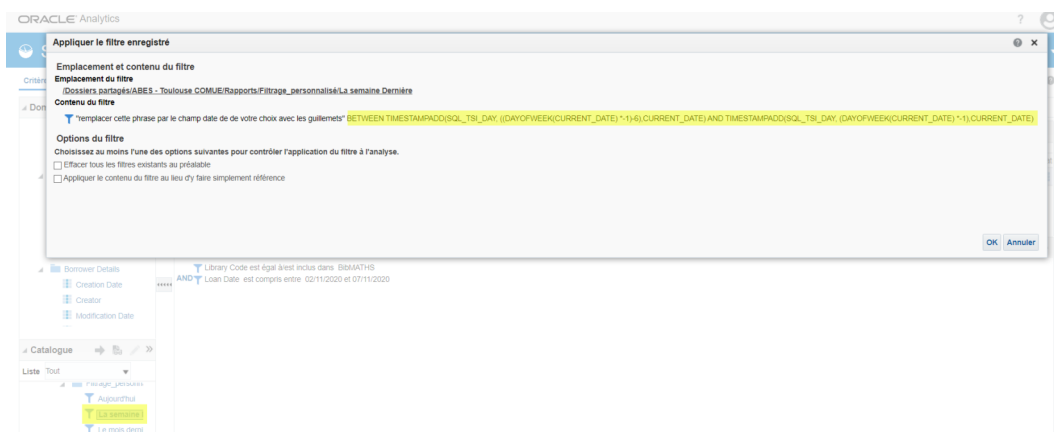 ORACLE Analytics
?
Appliquer le filtre enregistré
Emplacement et contenu du filtre
Emplacement du filtre
/Dossiers partagés/ABES - Toulouse COMUE/Rapports/Filtrage_personnalisé/La semaine Dernière
Contenu du filtre
"remplacer cette phrase par le champ date de de votre choix avec les guillemets" BETWEEN TIMESTAMPADD(SQL_TSI_DAY, ((DAYOFWEEK(CURRENT_DATE) *-1)-6),CURRENT_DATE) AND TIMESTAMPADD(SQL_TSI_DAY, (DAYOFWEEK(CURRENT_DATE) *-1),CURRENT_DATE)
Options du filtre
Choisissez au moins l'une des options suivantes pour contrôler l'application du filtre à l'analyse.
Effacer tous les filtres existants au préalable
Appliquer le contenu du filtre au lieu d'y faire simplement référence
OK Annuler
Critère
Don
Borrower Details
Creation Date
Creator
Modification Date
Library Code est égal à/est inclus dans BibMATHS
AND Loan Date est compris entre 02/11/2020 et 07/11/2020
Catalogue
Liste Tout
Filtrage_personn
Aujourd'hui
La semaine
Le mois derni